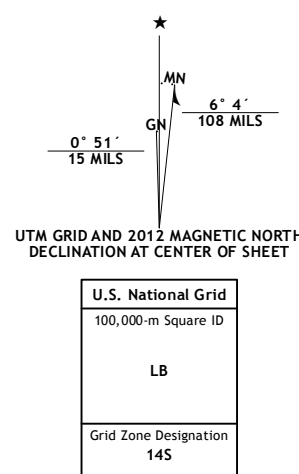 ★
MN
GN
6° 4´
108 MILS
0° 51´
15 MILS
UTM GRID AND 2012 MAGNETIC NORTH
DECLINATION AT CENTER OF SHEET
U.S. National Grid
100,000-m Square ID
LB
Grid Zone Designation
14S